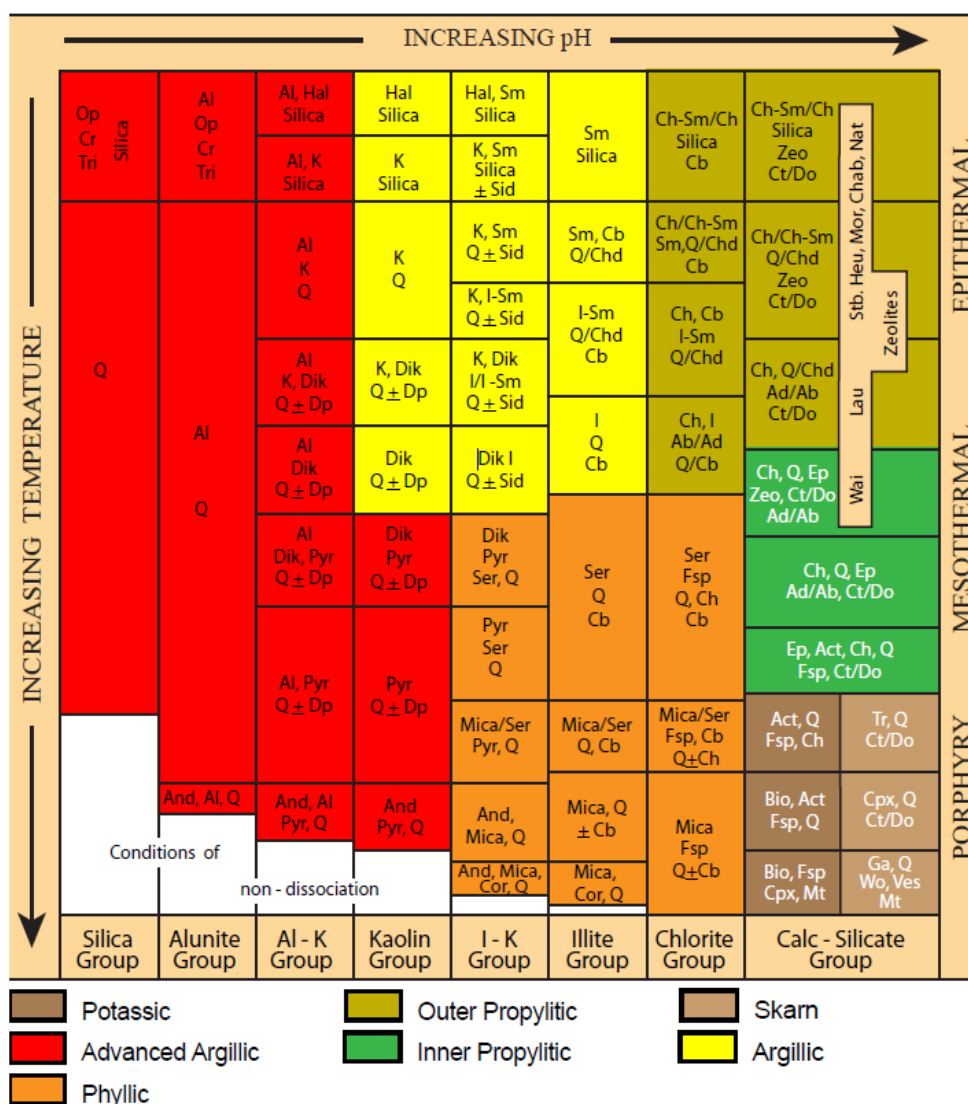 INCREASING pH
INCREASING TEMPERATURE
EPITHERMAL
MESOTHERMAL
PORPHYRY
Op
Cr
Tri
Silica
Q
Silica
Group
Al
Op
Cr
Tri
Al
Q
And, Al, Q
Alunite
Group
Al, Hal
Silica
Al, K
Silica
Al
K
Q
Al
K, Dik
Q ± Dp
Al
Dik
Q ± Dp
Al
Dik, Pyr
Q ± Dp
Al, Pyr
Q ± Dp
And, Al
Pyr, Q
Al - K
Group
Hal
Silica
K
Silica
K
Q
K, Dik
Q ± Dp
Dik
Q ± Dp
Dik
Pyr
Q ± Dp
Pyr
Q ± Dp
And
Pyr, Q
Kaolin
Group
Conditions of
non - dissociation
Hal, Sm
Silica
K, Sm
Silica
± Sid
K, Sm
Q ± Sid
K, I-Sm
Q ± Sid
K, Dik
I/I -Sm
Q ± Sid
Dik I
Q ± Sid
Dik
Pyr
Ser, Q
Pyr
Ser
Q
Mica/Ser
Pyr, Q
And,
Mica, Q
And, Mica,
Cor, Q
I - K
Group
Sm
Silica
Sm, Cb
Q/Chd
I-Sm
Q/Chd
Cb
I
Q
Cb
Ser
Q
Cb
Mica/Ser
Q, Cb
Mica, Q
± Cb
Mica,
Cor, Q
Illite
Group
Ch-Sm/Ch
Silica
Cb
Ch/Ch-Sm
Sm,Q/Chd
Cb
Ch, Cb
I-Sm
Q/Chd
Ch, I
Ab/Ad
Q/Cb
Ser
Fsp
Q, Ch
Cb
Mica/Ser
Fsp, Cb
Q±Ch
Mica
Fsp
Q±Cb
Chlorite
Group
Ch-Sm/Ch
Silica
Zeo
Ct/Do
Ch/Ch-Sm
Q/Chd
Zeo
Ct/Do
Ch, Q/Chd
Ad/Ab
Ct/Do
Ch, Q, Ep
Zeo, Ct/Do
Ad/Ab
Stb. Heu, Mor, Chab, Nat
Zeolites
Lau
Wai
Ch, Q, Ep
Ad/Ab, Ct/Do
Ep, Act, Ch, Q
Fsp, Ct/Do
Act, Q
Fsp, Ch
Tr, Q
Ct/Do
Bio, Act
Fsp, Q
Cpx, Q
Ct/Do
Bio, Fsp
Cpx, Mt
Ga, Q
Wo, Ves
Mt
Calc - Silicate
Group
Potassic
Outer Propylitic
Skarn
Advanced Argillic
Inner Propylitic
Argillic
Phyllic